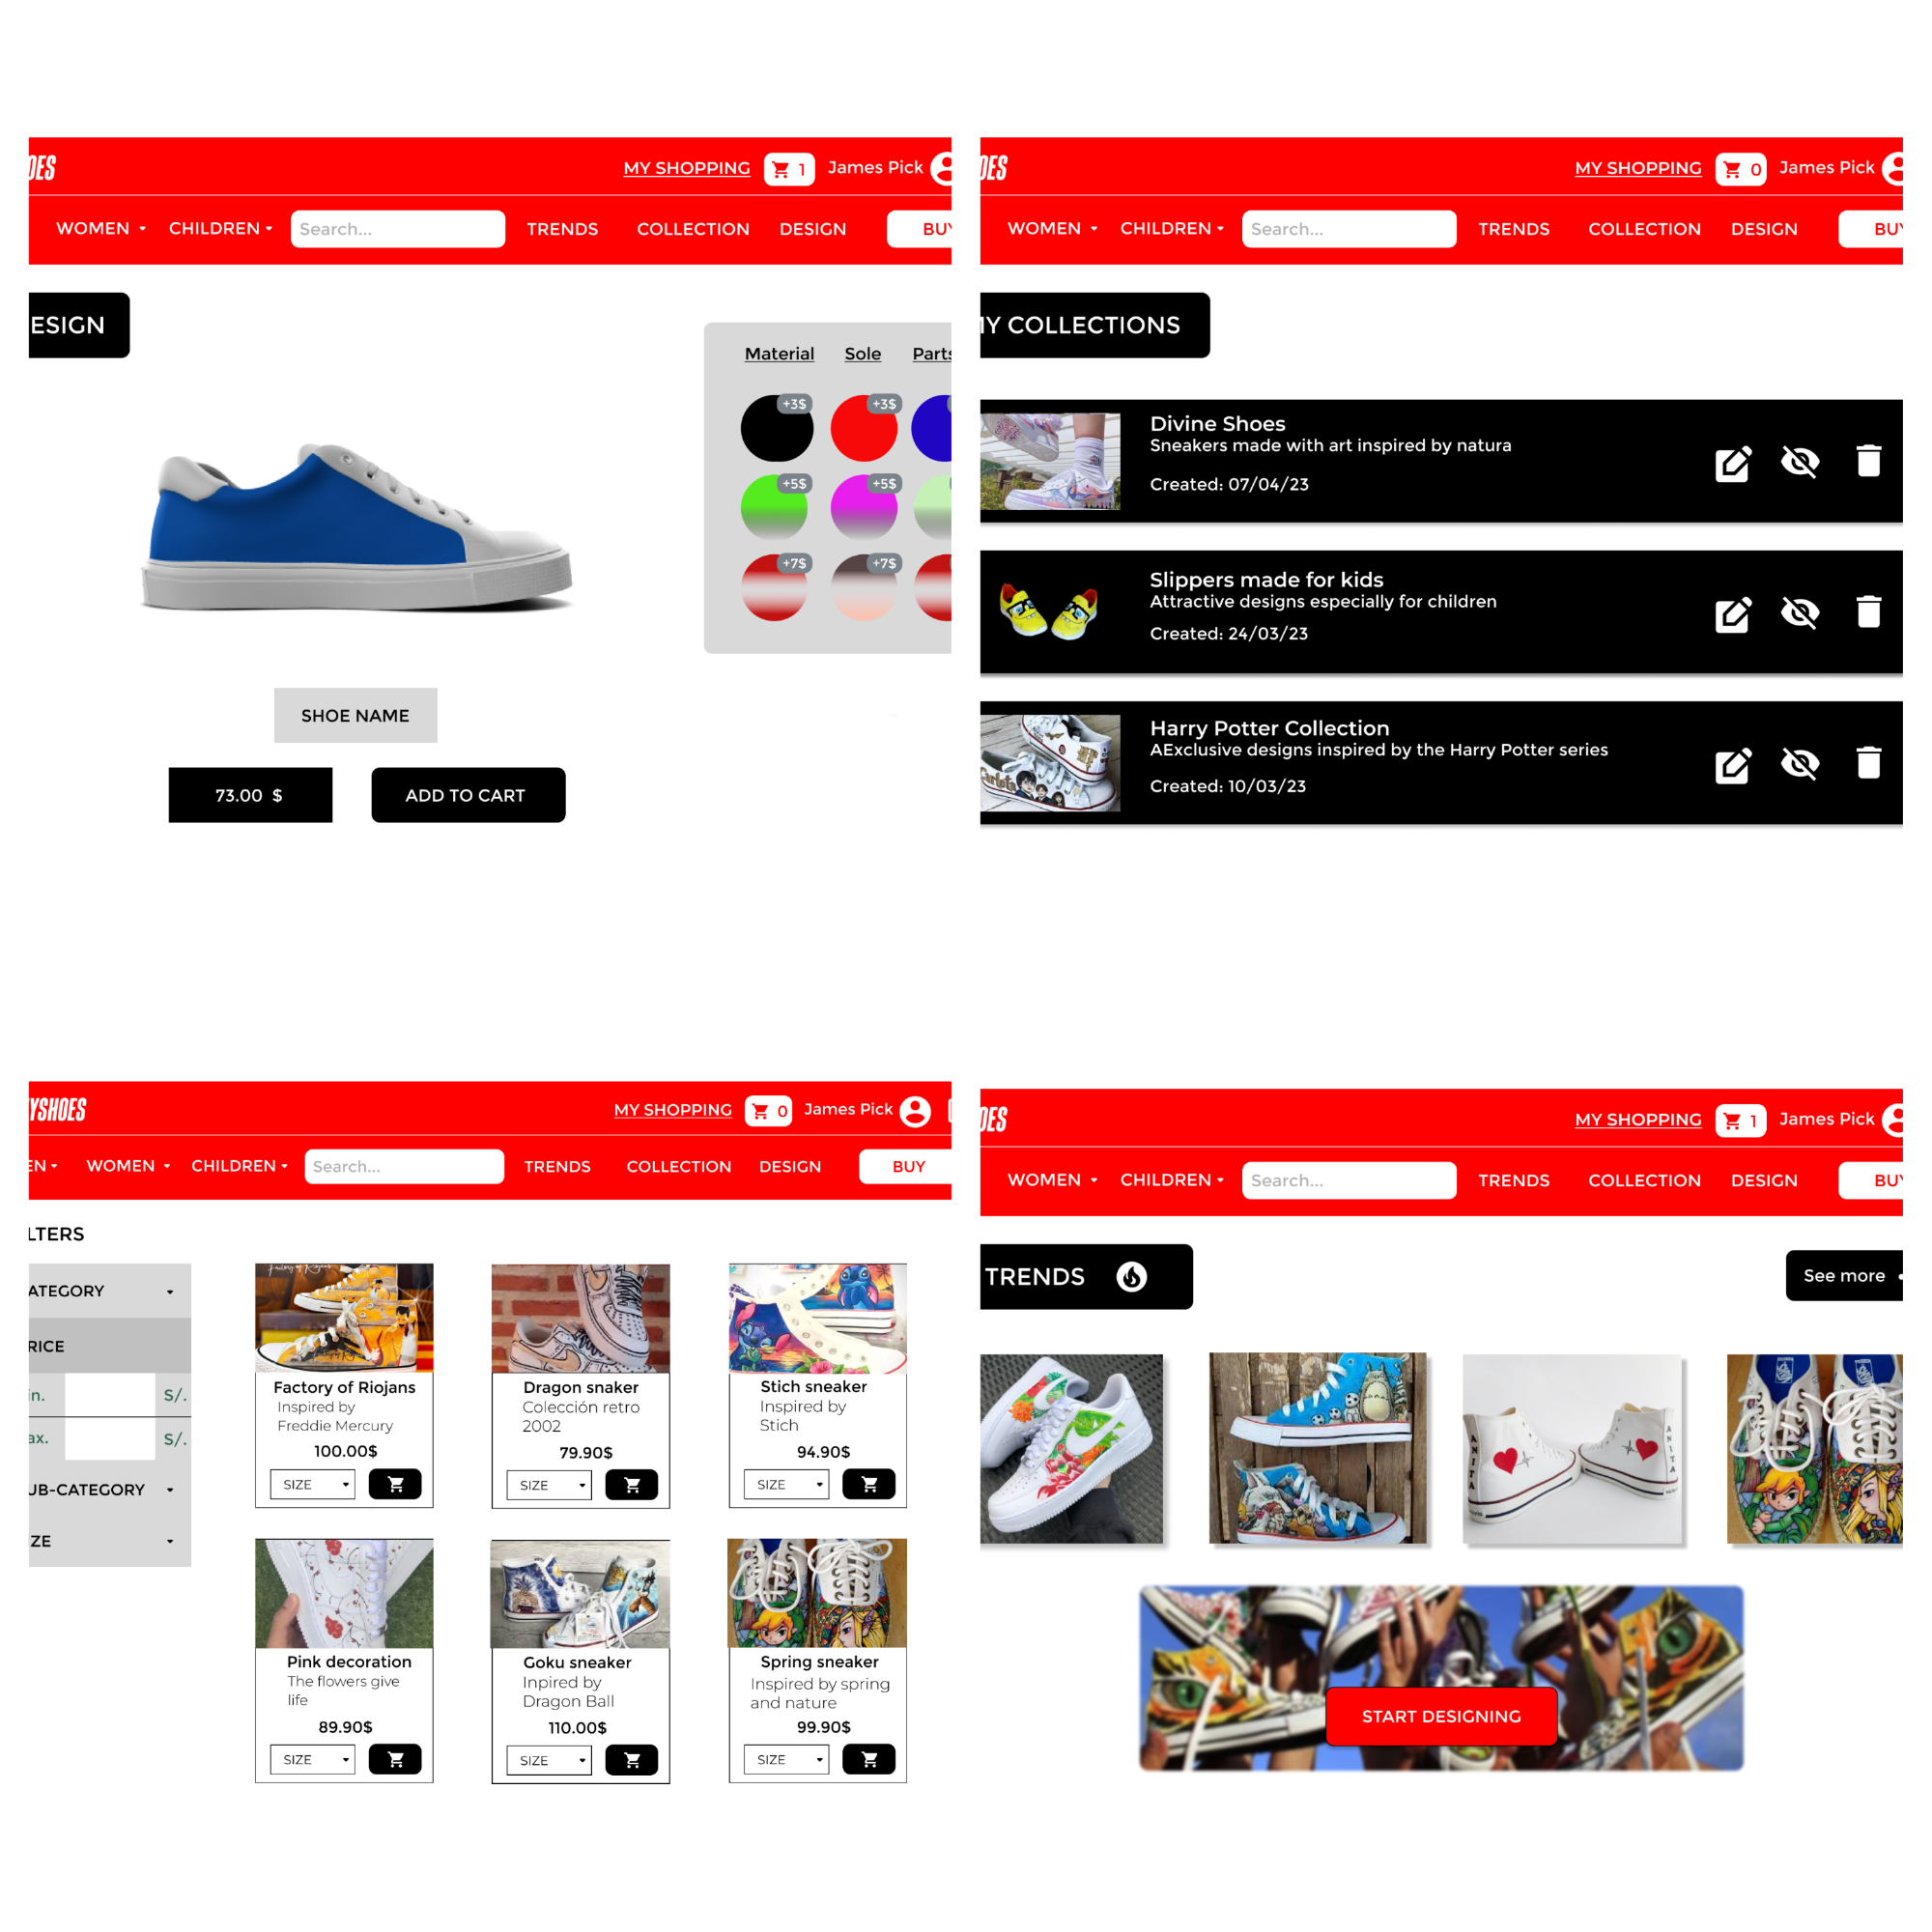 OES
MY SHOPPING 1 James Pick
WOMEN CHILDREN Search... TRENDS COLLECTION DESIGN BUY
ESIGN
Material Sole Parts
+3$ +3$
+5$ +5$
+7$ +7$
SHOE NAME
73.00 $ ADD TO CART
OES
MY SHOPPING 0 James Pick
WOMEN CHILDREN Search... TRENDS COLLECTION DESIGN BUY
MY COLLECTIONS
Divine Shoes
Sneakers made with art inspired by natura
Created: 07/04/23
Slippers made for kids
Attractive designs especially for children
Created: 24/03/23
Harry Potter Collection
AExclusive designs inspired by the Harry Potter series
Created: 10/03/23
YSHOES
MY SHOPPING 0 James Pick
EN WOMEN CHILDREN Search... TRENDS COLLECTION DESIGN BUY
LTERS
ATEGORY
RICE
in. S/.
ax. S/.
UB-CATEGORY
ZE
Factory of Riojans
Inspired by
Freddie Mercury
100.00$
SIZE
Dragon snaker
Colección retro
2002
79.90$
SIZE
Stich sneaker
Inspired by
Stich
94.90$
SIZE
Pink decoration
The flowers give
life
89.90$
SIZE
Goku sneaker
Inpired by
Dragon Ball
110.00$
SIZE
Spring sneaker
Inspired by spring
and nature
99.90$
SIZE
OES
MY SHOPPING 1 James Pick
WOMEN CHILDREN Search... TRENDS COLLECTION DESIGN BUY
TRENDS
See more
ANITA
ANITA
START DESIGNING